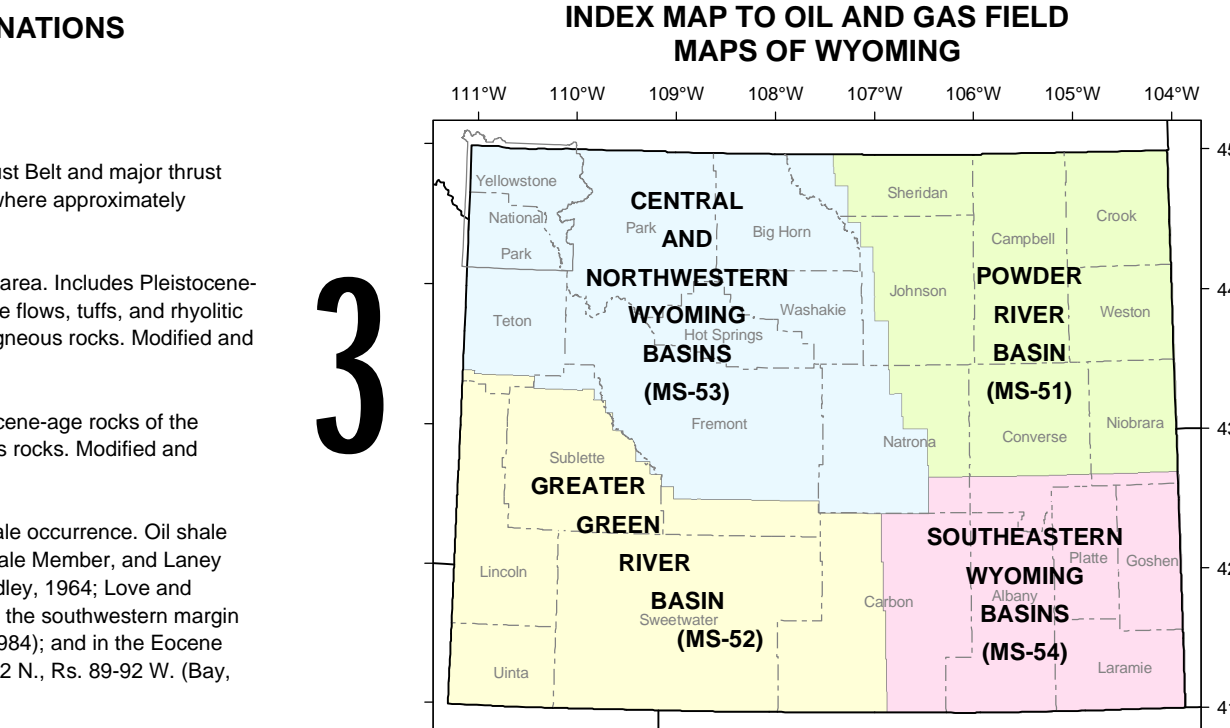 NATIONS
ust Belt and major thrust
where approximately
area. Includes Pleistocene-
e flows, tuffs, and rhyolitic
gneous rocks. Modified and
cene-age rocks of the
s rocks. Modified and
ale occurrence. Oil shale
ale Member, and Laney
dley, 1964; Love and
the southwestern margin
984); and in the Eocene
2 N., Rs. 89-92 W. (Bay,
3
INDEX MAP TO OIL AND GAS FIELD
MAPS OF WYOMING
111°W 110°W 109°W 108°W 107°W 106°W 105°W 104°W
45
44
43
42
41
Yellowstone
National
Park
Teton
CENTRAL
AND
NORTHWESTERN
WYOMING
BASINS
(MS-53)
Park
Big Horn
Washakie
Hot Springs
Fremont
Natrona
Sheridan
Crook
Campbell
Johnson
Weston
POWDER
RIVER
BASIN
(MS-51)
Niobrara
Converse
Sublette
GREATER
GREEN
RIVER
BASIN
(MS-52)
Lincoln
Sweetwater
Uinta
Carbon
SOUTHEASTERN
WYOMING
BASINS
(MS-54)
Platte
Goshen
Albany
Laramie